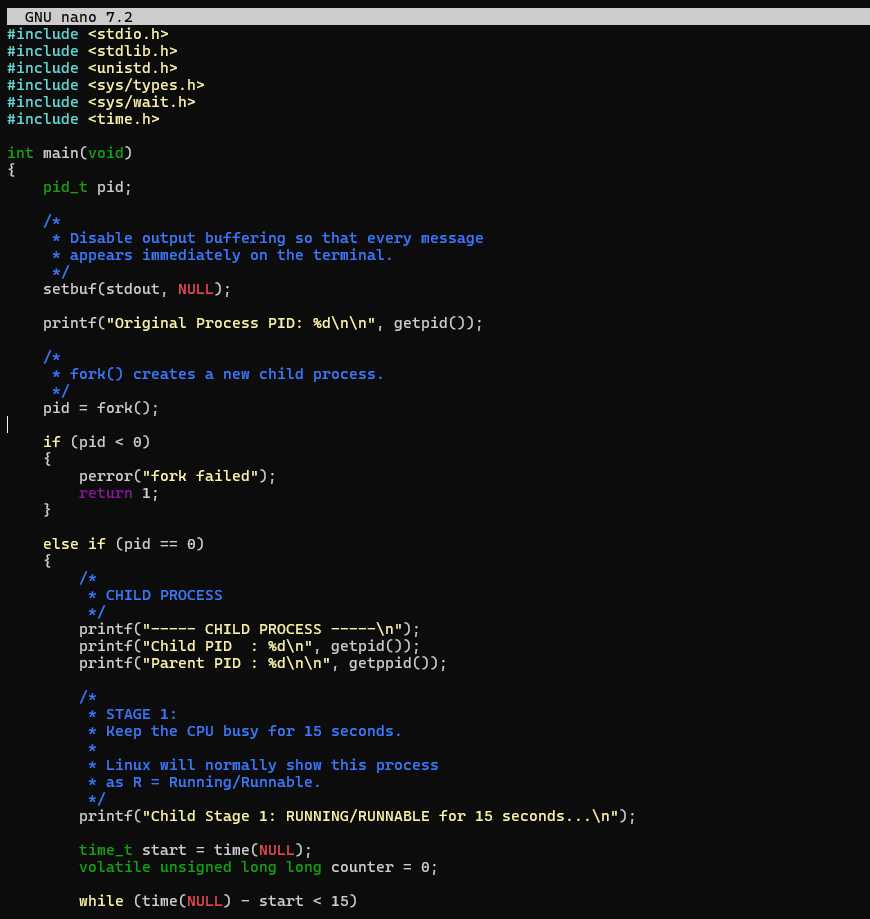 GNU nano 7.2
#include <stdio.h>
#include <stdlib.h>
#include <unistd.h>
#include <sys/types.h>
#include <sys/wait.h>
#include <time.h>

int main(void)
{
    pid_t pid;

    /*
     * Disable output buffering so that every message
     * appears immediately on the terminal.
     */
    setbuf(stdout, NULL);

    printf("Original Process PID: %d\n\n", getpid());

    /*
     * fork() creates a new child process.
     */
    pid = fork();

    if (pid < 0)
    {
        perror("fork failed");
        return 1;
    }

    else if (pid == 0)
    {
        /*
         * CHILD PROCESS
         */
        printf("----- CHILD PROCESS -----\n");
        printf("Child PID  : %d\n", getpid());
        printf("Parent PID : %d\n\n", getppid());

        /*
         * STAGE 1:
         * Keep the CPU busy for 15 seconds.
         *
         * Linux will normally show this process
         * as R = Running/Runnable.
         */
        printf("Child Stage 1: RUNNING/RUNNABLE for 15 seconds...\n");

        time_t start = time(NULL);
        volatile unsigned long long counter = 0;

        while (time(NULL) - start < 15)